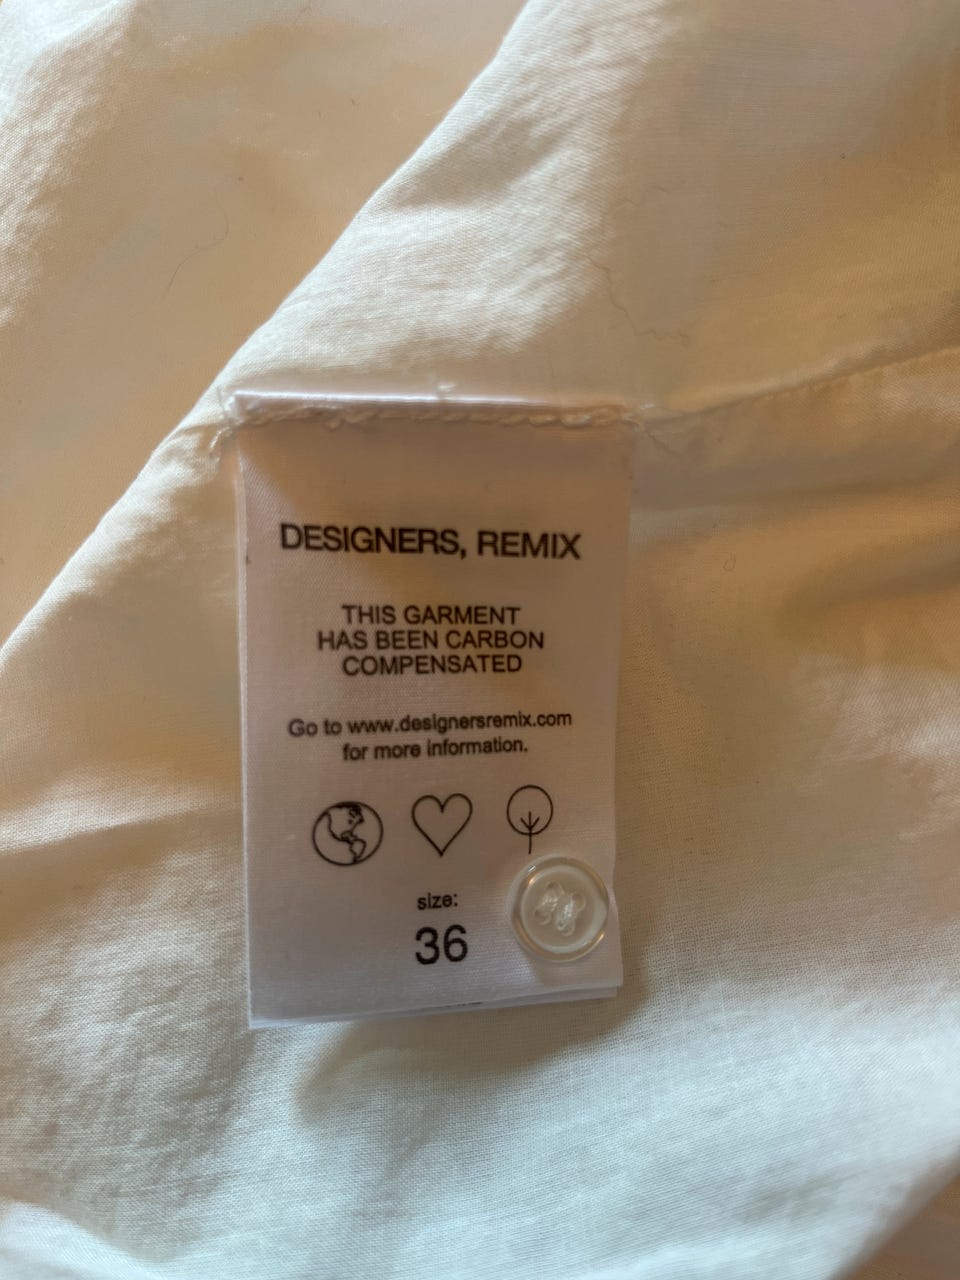 DESIGNERS, REMIX
THIS GARMENT
HAS BEEN CARBON
COMPENSATED
Go to www.designersremix.com
for more information.
size:
36